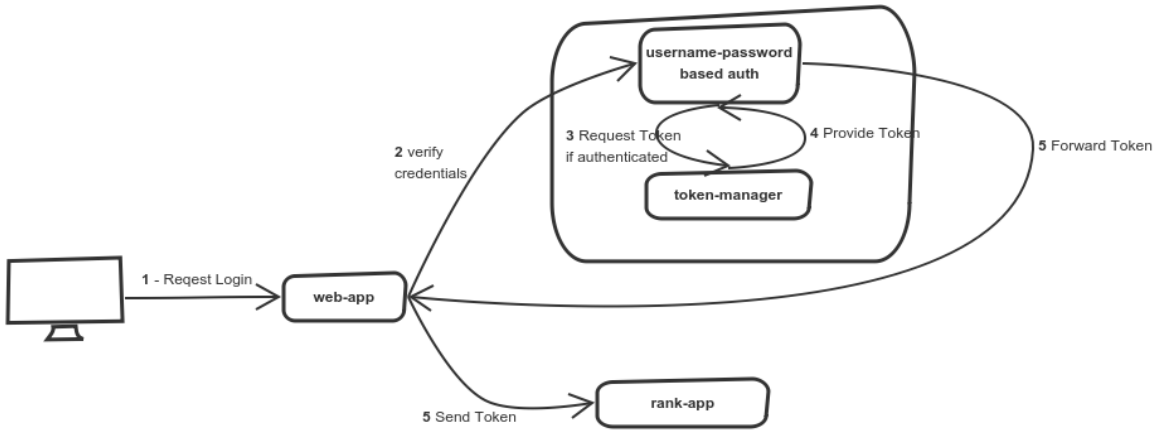 username-password
based auth
3 Request Token
if authenticated
4 Provide Token
5 Forward Token
2 verify
credentials
token-manager
1 - Reqest Login
web-app
rank-app
5 Send Token